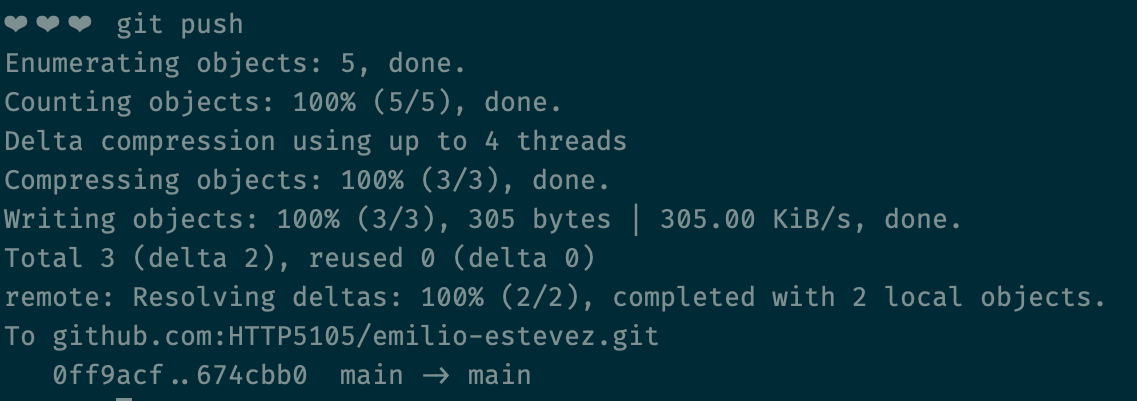 ❤❤❤ git push
Enumerating objects: 5, done.
Counting objects: 100% (5/5), done.
Delta compression using up to 4 threads
Compressing objects: 100% (3/3), done.
Writing objects: 100% (3/3), 305 bytes | 305.00 KiB/s, done.
Total 3 (delta 2), reused 0 (delta 0)
remote: Resolving deltas: 100% (2/2), completed with 2 local objects.
To github.com:HTTP5105/emilio-estevez.git
   0ff9acf..674cbb0  main -> main